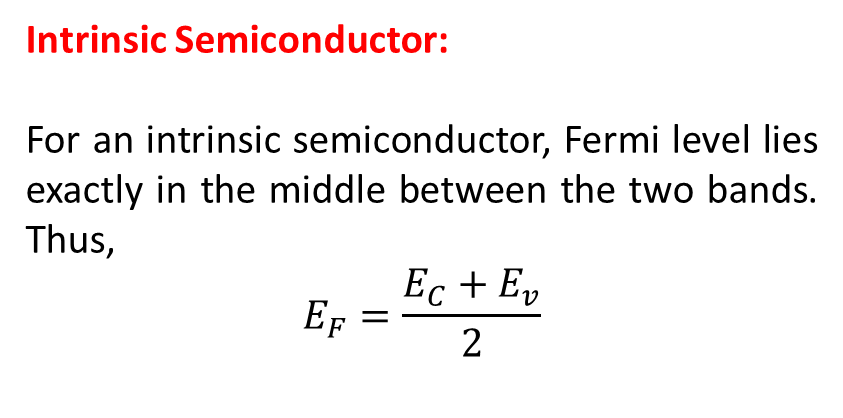 Intrinsic Semiconductor:
For an intrinsic semiconductor, Fermi level lies
exactly in the middle between the two bands.
Thus,
E_F = \frac{E_C + E_v}{2}